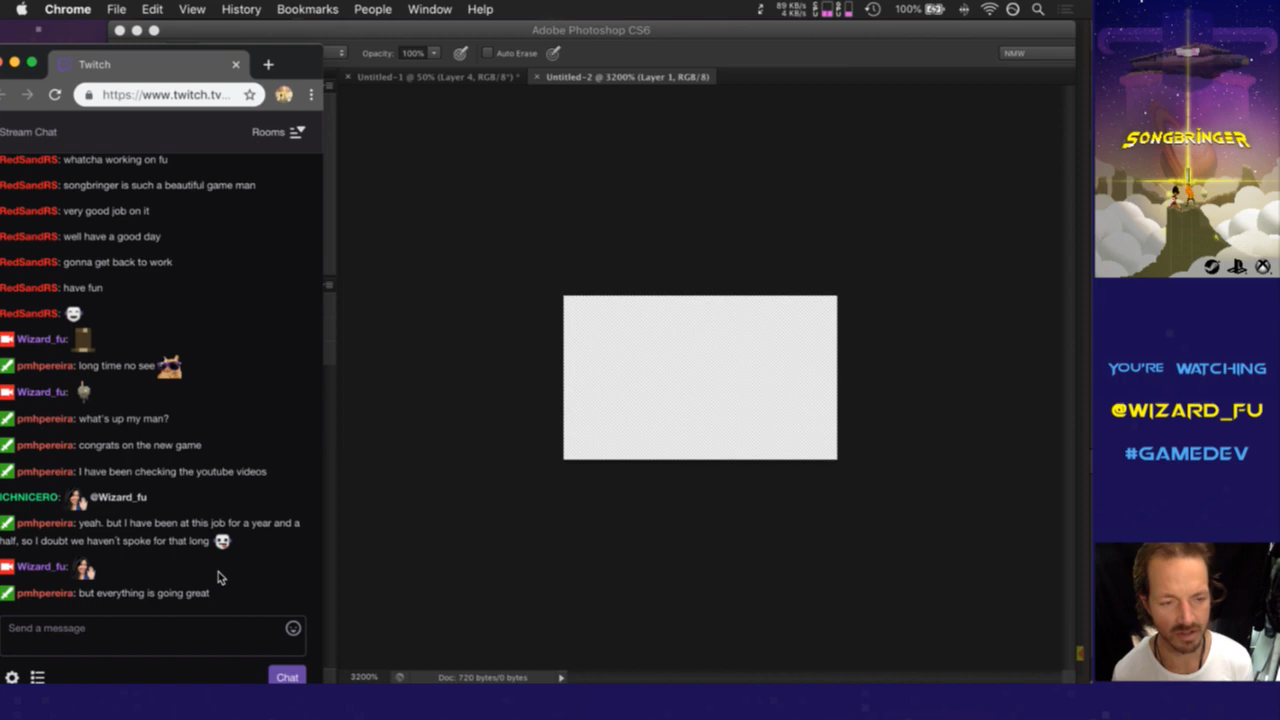 Chrome File Edit View History Bookmarks People Window Help
89 KB/s
4 KB/s
100%
Adobe Photoshop CS6
Opacity: 100% Auto Erase NMW
Twitch
Untitled-1 @ 50% (Layer 4, RGB/8*) *
Untitled-2 @ 3200% (Layer 1, RGB/8)
https://www.twitch.tv...
Stream Chat Rooms
RedSandRS: whatcha working on fu
RedSandRS: songbringer is such a beautiful game man
RedSandRS: very good job on it
RedSandRS: well have a good day
RedSandRS: gonna get back to work
RedSandRS: have fun
RedSandRS:
Wizard_fu:
pmhpereira: long time no see
Wizard_fu:
pmhpereira: what's up my man?
pmhpereira: congrats on the new game
pmhpereira: I have been checking the youtube videos
ICHNICERO: @Wizard_fu
pmhpereira: yeah. but I have been at this job for a year and a
half, so I doubt we haven´t spoke for that long
Wizard_fu:
pmhpereira: but everything is going great
Send a message
Chat
3200% Doc: 720 bytes/0 bytes
SONGBRINGER
YOU'RE WATCHING
@WIZARD_FU
#GAMEDEV